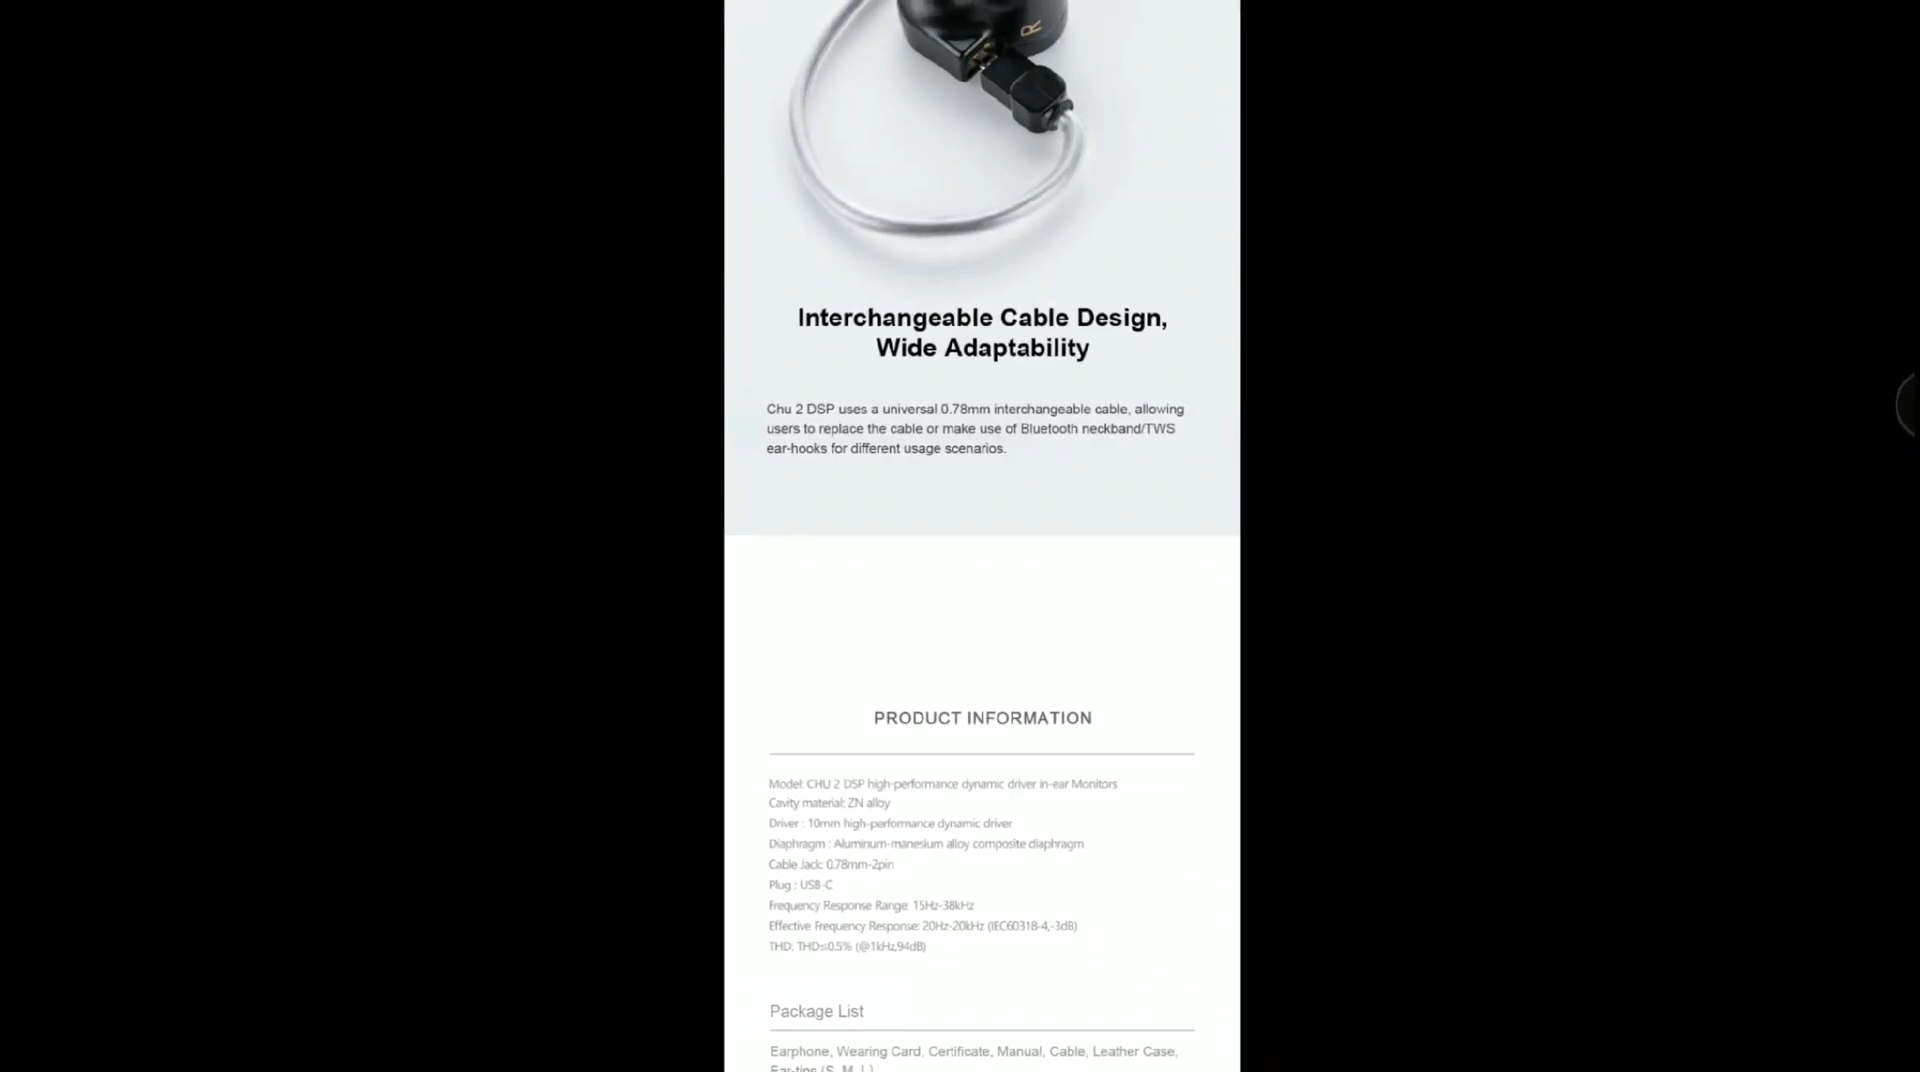 R
Interchangeable Cable Design,
Wide Adaptability
Chu 2 DSP uses a universal 0.78mm interchangeable cable, allowing
users to replace the cable or make use of Bluetooth neckband/TWS
ear-hooks for different usage scenarios.
PRODUCT INFORMATION
Model: CHU 2 DSP high-performance dynamic driver in-ear Monitors
Cavity material: ZN alloy
Driver : 10mm high-performance dynamic driver
Diaphragm : Aluminum-manesium alloy composite diaphragm
Cable Jack: 0.78mm-2pin
Plug : USB-C
Frequency Response Range: 15Hz-38kHz
Effective Frequency Response: 20Hz-20kHz (IEC60318-4,-3dB)
THD: THD≤0.5% (@1kHz,94dB)
Package List
Earphone, Wearing Card, Certificate, Manual, Cable, Leather Case,
Ear-tips (S, M, L)